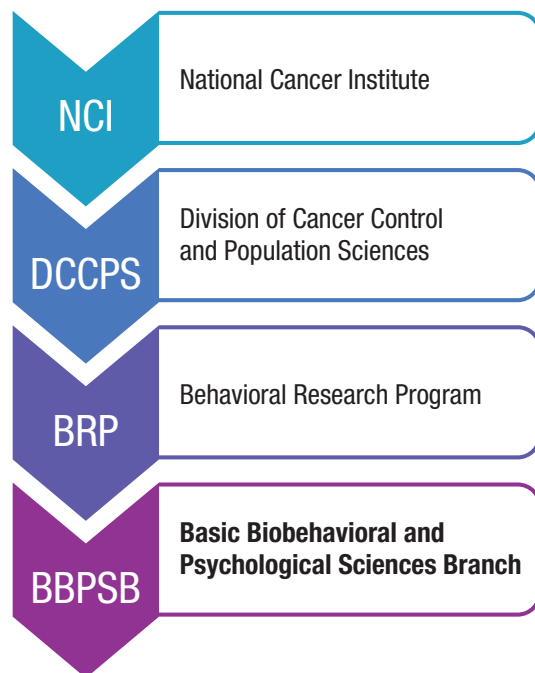 NCI
National Cancer Institute
DCCPS
Division of Cancer Control
and Population Sciences
BRP
Behavioral Research Program
BBPSB
Basic Biobehavioral and
Psychological Sciences Branch